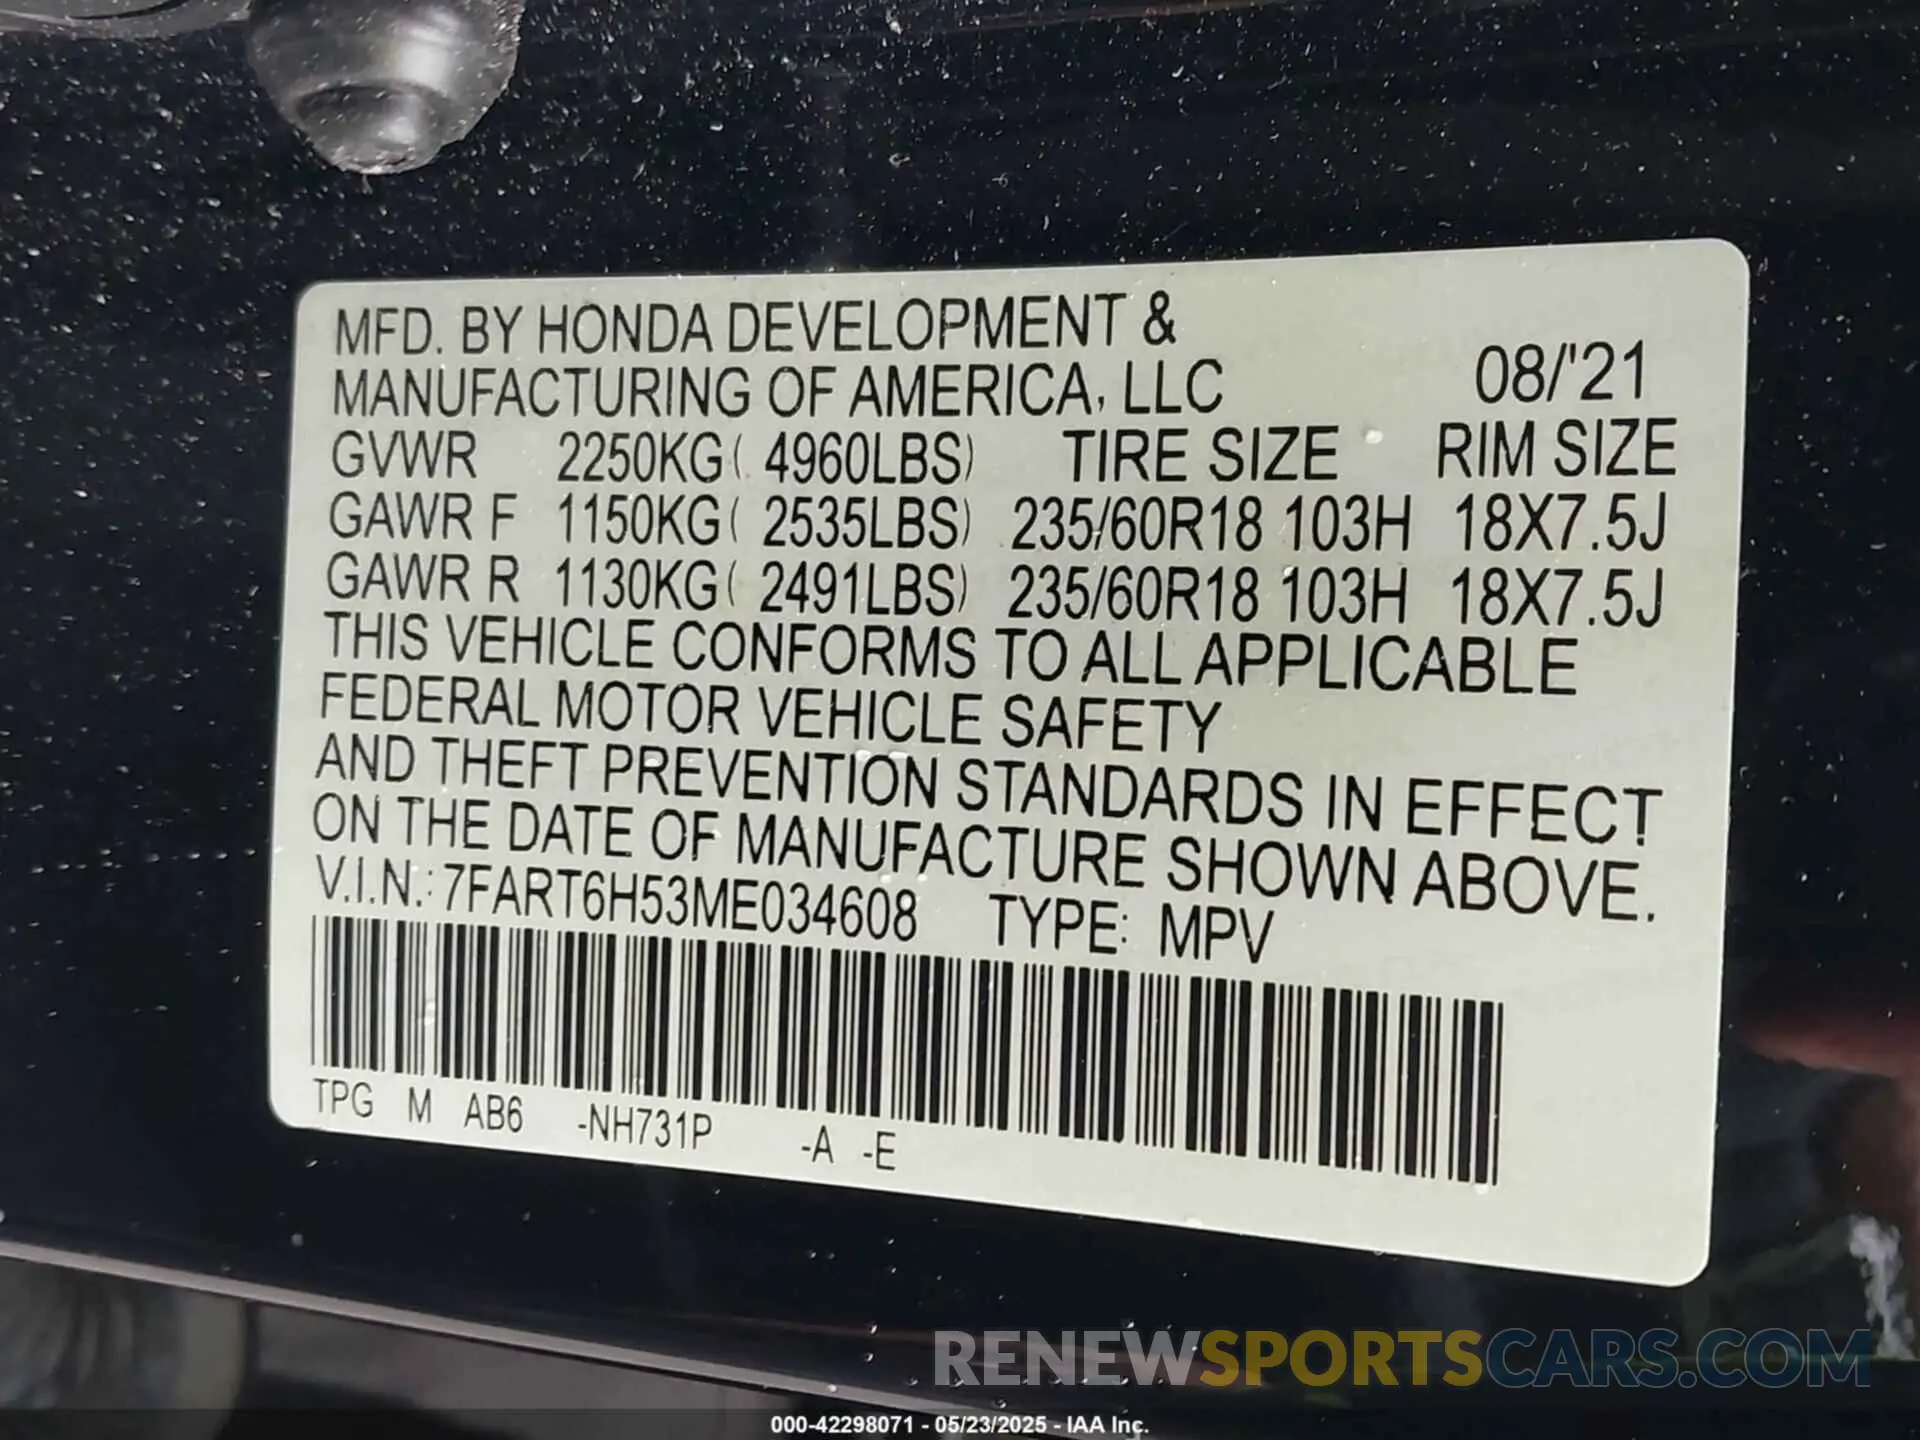 MFD. BY HONDA DEVELOPMENT &
MANUFACTURING OF AMERICA, LLC 08/'21
GVWR 2250KG( 4960LBS) TIRE SIZE RIM SIZE
GAWR F 1150KG( 2535LBS) 235/60R18 103H 18X7.5J
GAWR R 1130KG( 2491LBS) 235/60R18 103H 18X7.5J
THIS VEHICLE CONFORMS TO ALL APPLICABLE
FEDERAL MOTOR VEHICLE SAFETY
AND THEFT PREVENTION STANDARDS IN EFFECT
ON THE DATE OF MANUFACTURE SHOWN ABOVE.
V.I.N.: 7FART6H53ME034608 TYPE: MPV
TPG M AB6 -NH731P -A -E
RENEWSPORTSCARS.COM
000-42298071 - 05/23/2025 - IAA Inc.